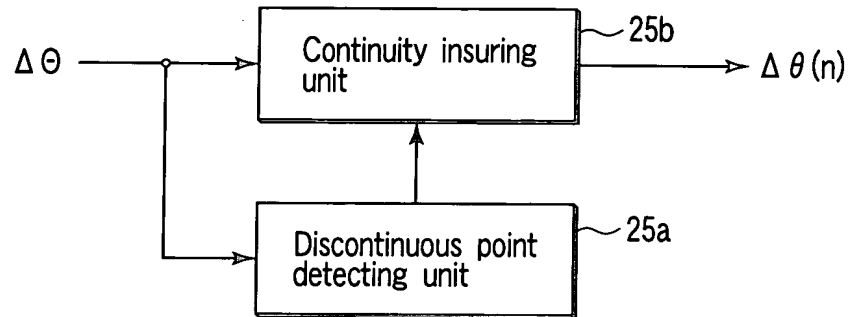 25b
Continuity insuring
unit
ΔΘ
Δθ(n)
25a
Discontinuous point
detecting unit